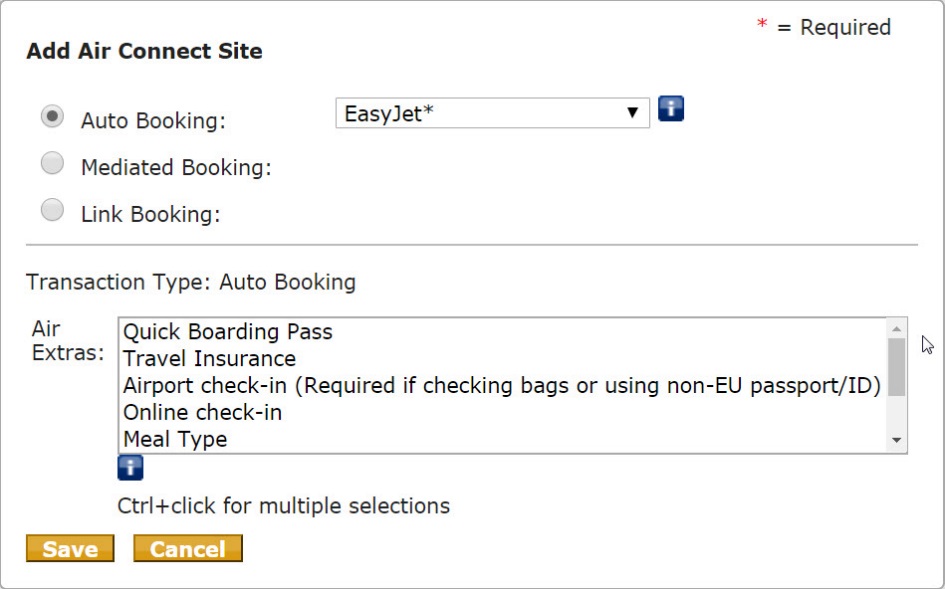 * = Required
Add Air Connect Site
Auto Booking: EasyJet* ▼ i
Mediated Booking:
Link Booking:
Transaction Type: Auto Booking
Air Extras:
Quick Boarding Pass
Travel Insurance
Airport check-in (Required if checking bags or using non-EU passport/ID)
Online check-in
Meal Type
i
Ctrl+click for multiple selections
Save Cancel